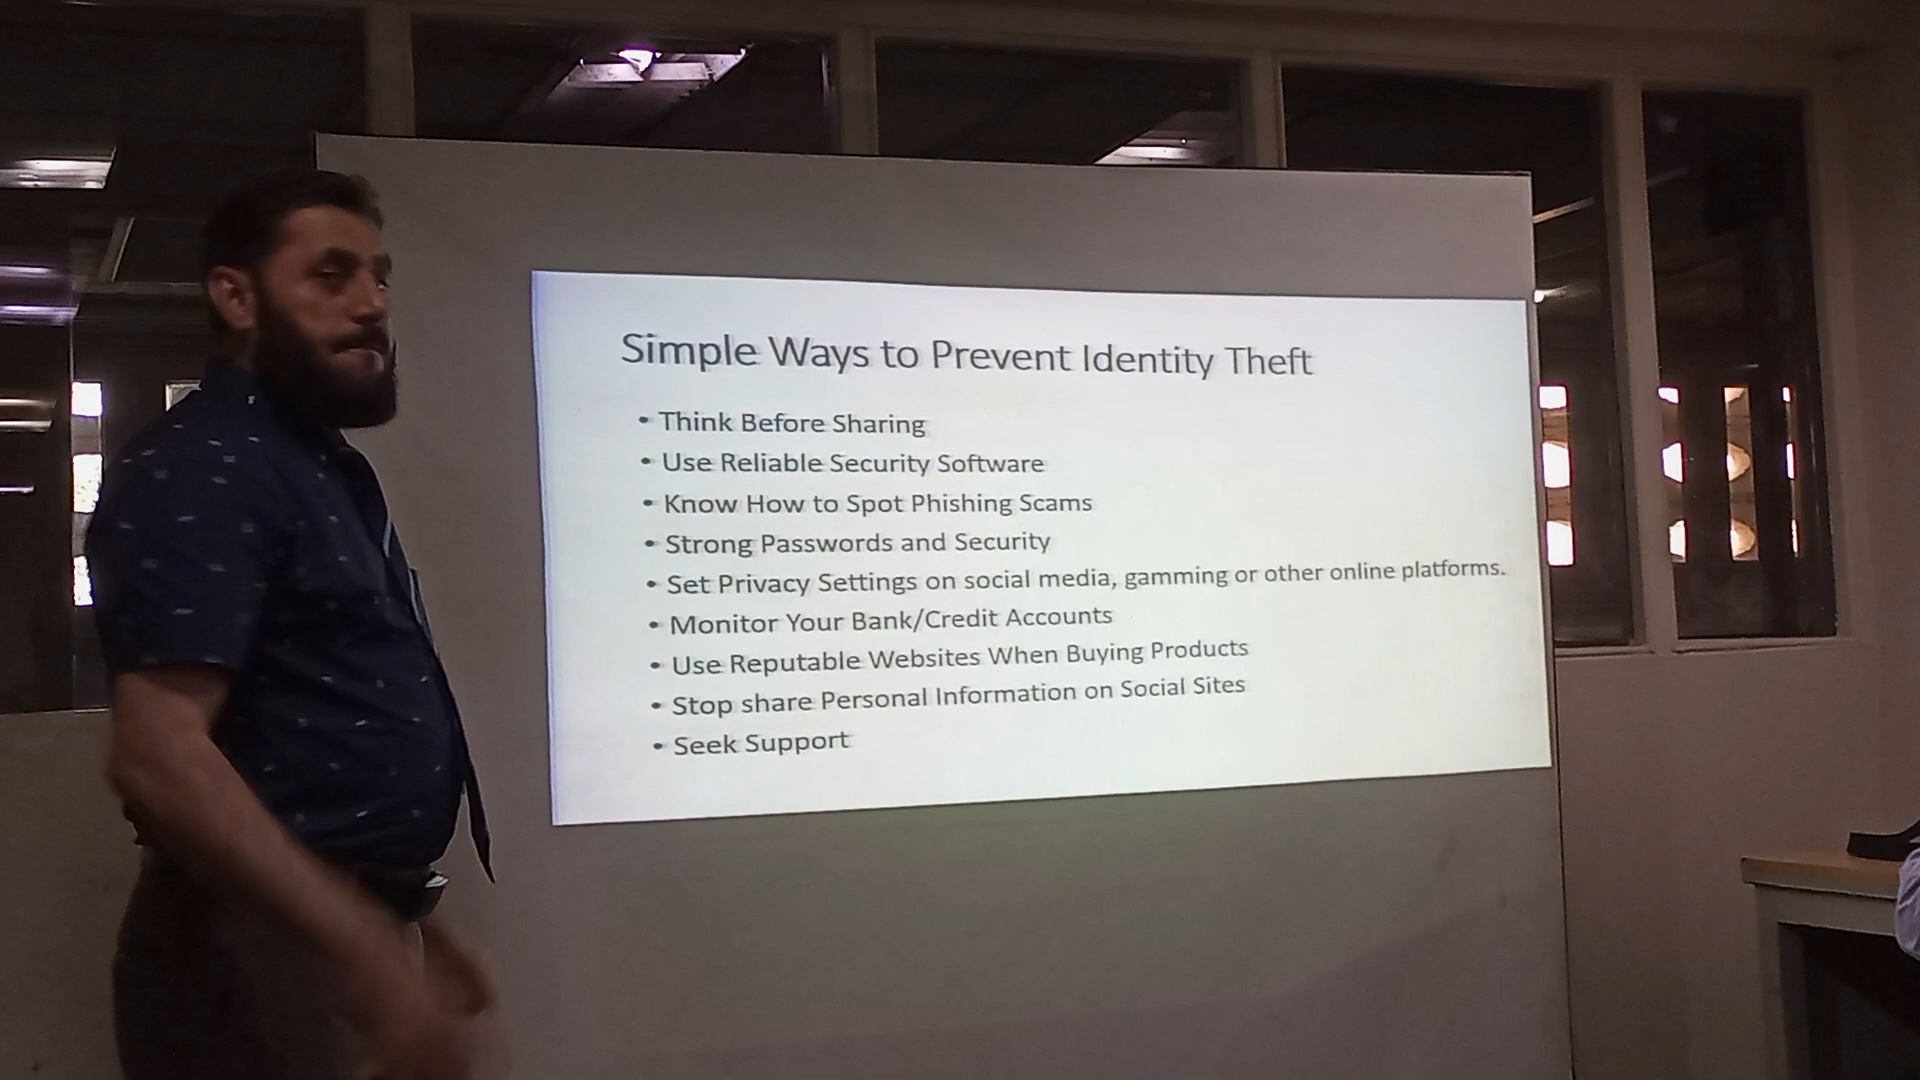 Simple Ways to Prevent Identity Theft
• Think Before Sharing
• Use Reliable Security Software
• Know How to Spot Phishing Scams
• Strong Passwords and Security
• Set Privacy Settings on social media, gamming or other online platforms.
• Monitor Your Bank/Credit Accounts
• Use Reputable Websites When Buying Products
• Stop share Personal Information on Social Sites
• Seek Support